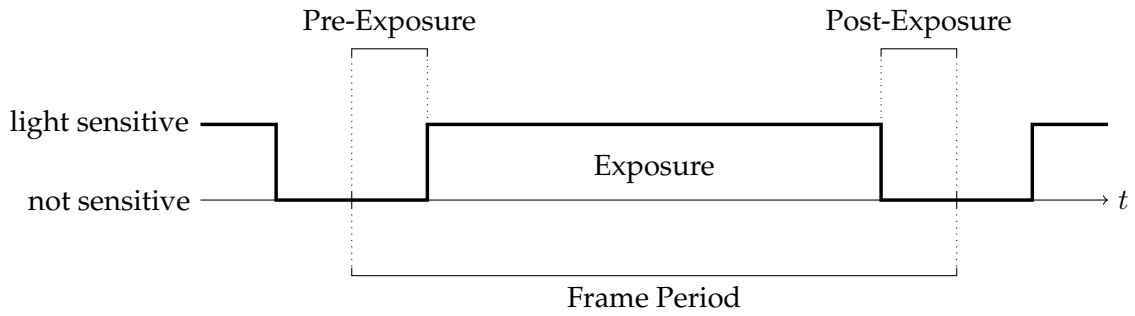 Pre-Exposure Post-Exposure
light sensitive
Exposure
not sensitive
t
Frame Period